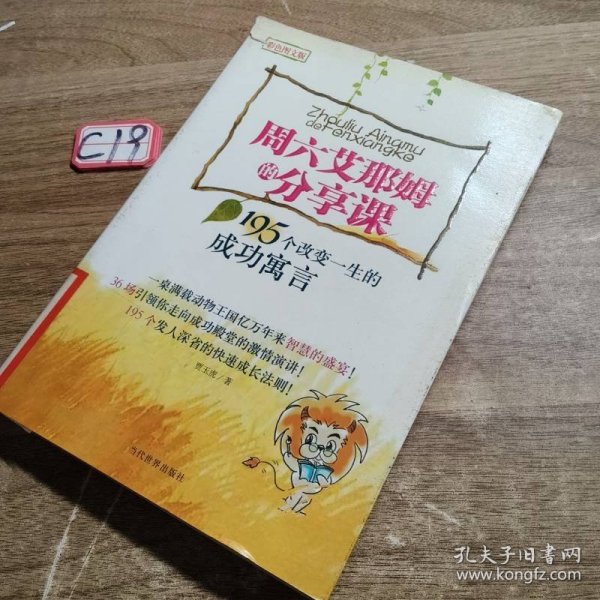 彩色图文版
C19
Zhouliu Ainamu
deFenxiangke
周六艾那姆
的分享课
195个改变一生的
成功寓言
一桌满载动物王国亿万年来智慧的盛宴！
36场引领你走向成功殿堂的激情演讲！
195个发人深省的快速成长法则！
贾玉虎/著
当代世界出版社
孔夫子旧书网
www.kongfz.com